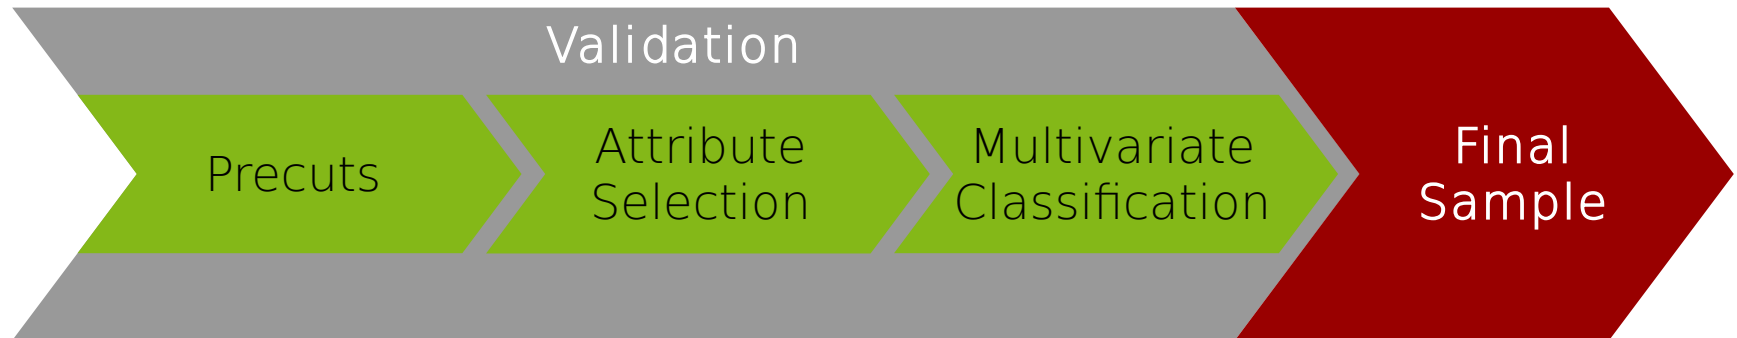 Validation
Precuts
Attribute
Selection
Multivariate
Classification
Final
Sample